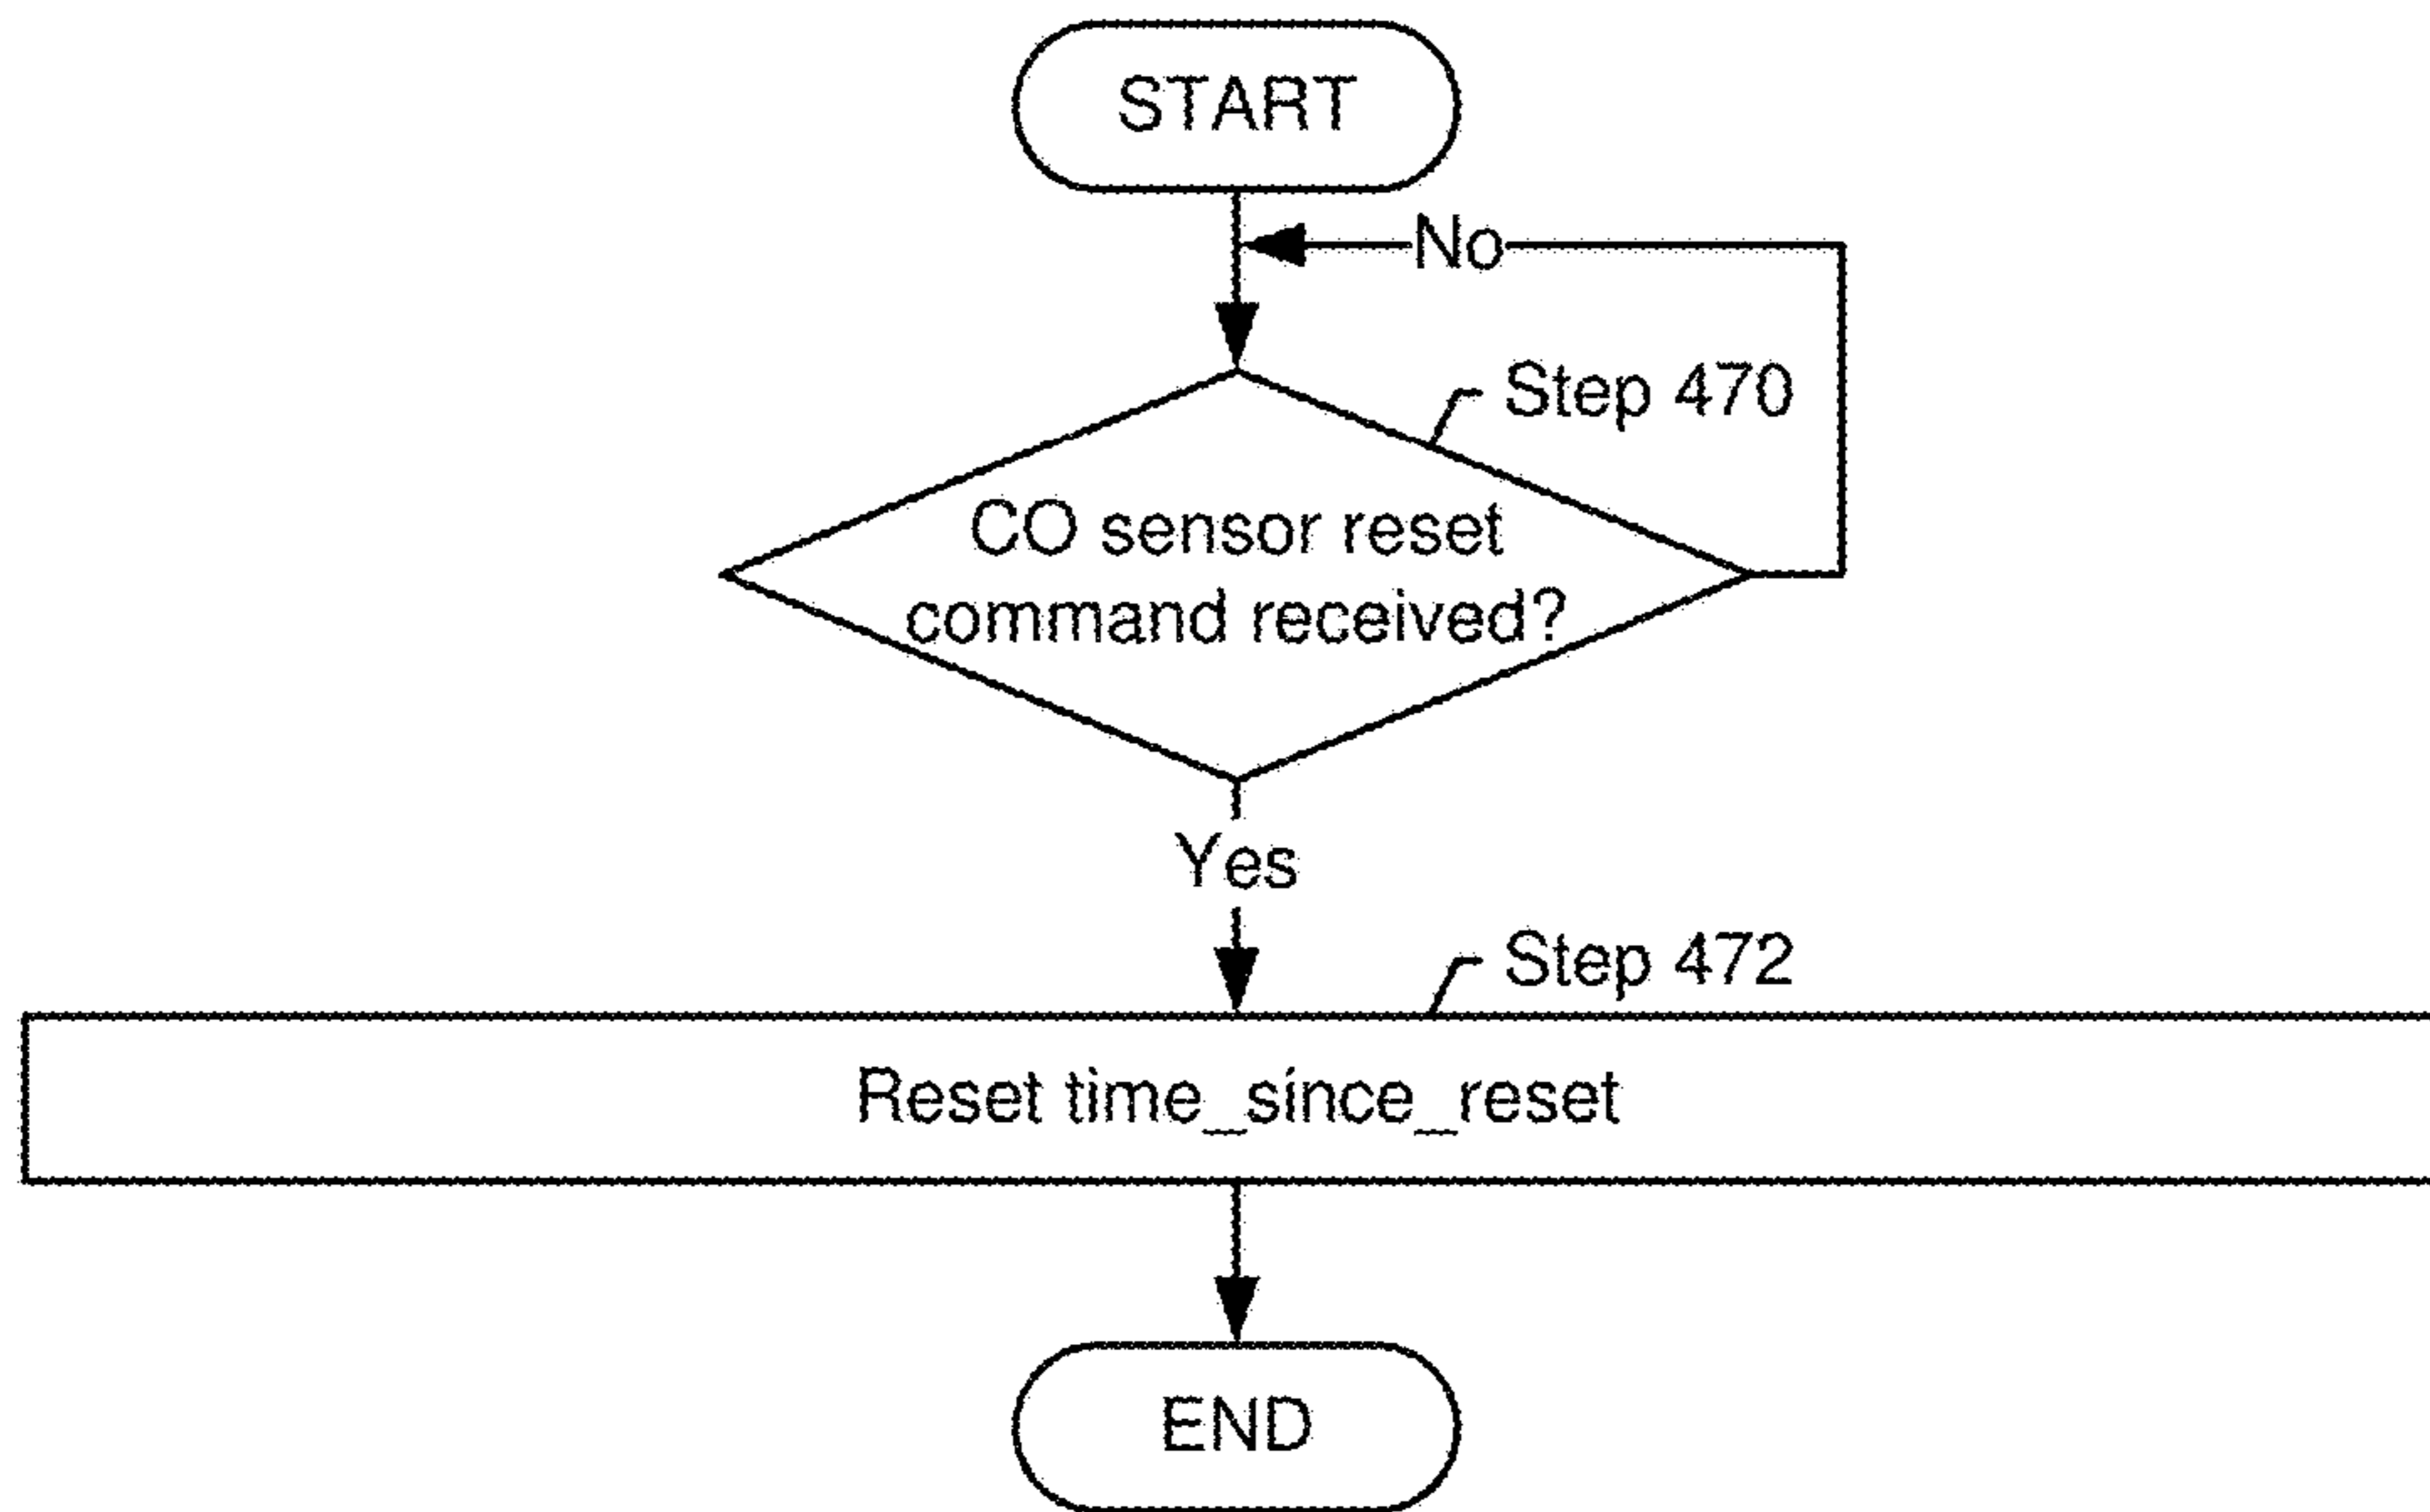 START
No
Step 470
CO sensor reset
command received?
Yes
Step 472
Reset time_since_reset
END